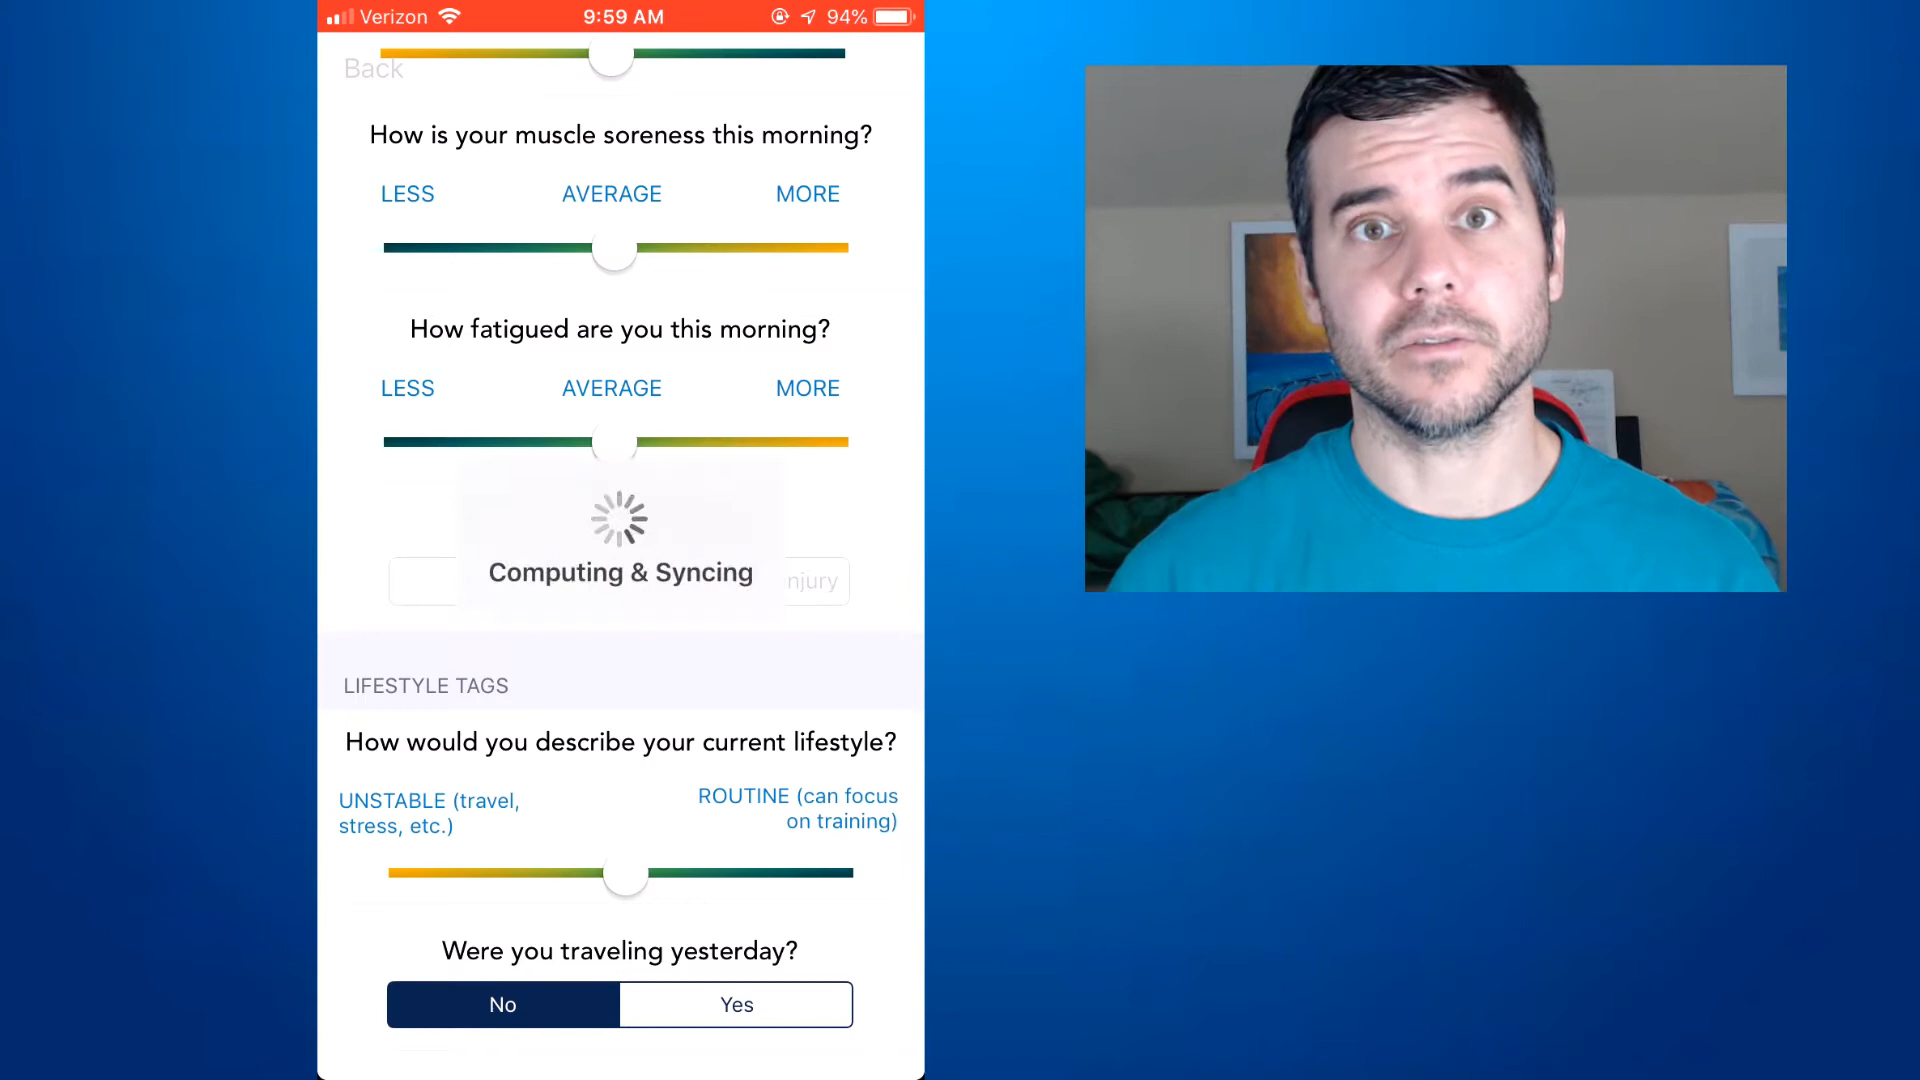 Verizon 9:59 AM 94%
Back
How is your muscle soreness this morning?
LESS AVERAGE MORE
How fatigued are you this morning?
LESS AVERAGE MORE
Computing & Syncing
njury
LIFESTYLE TAGS
How would you describe your current lifestyle?
UNSTABLE (travel,
stress, etc.)
ROUTINE (can focus
on training)
Were you traveling yesterday?
No Yes